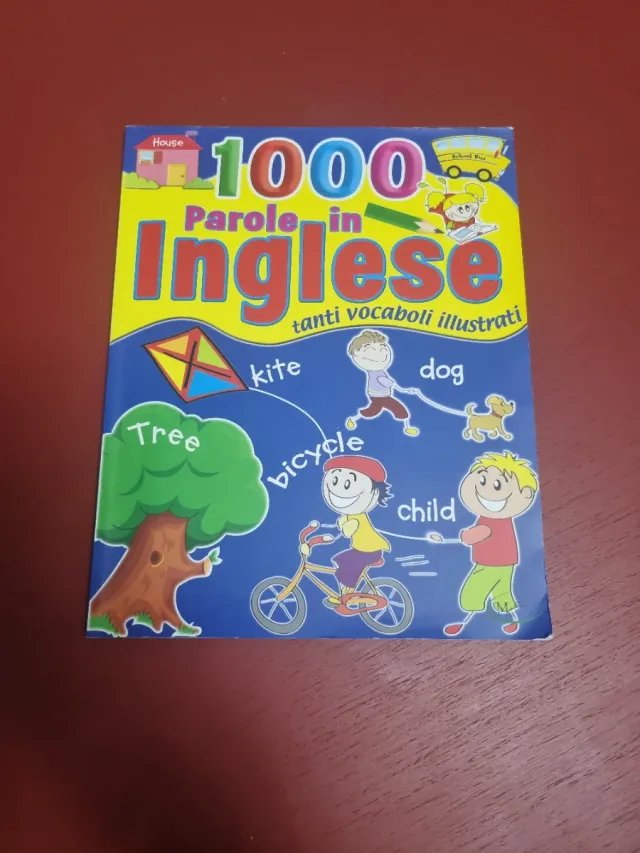 House
1000
School Bus
Parole in
Inglese
tanti vocaboli illustrati
kite
dog
Tree
bicycle
child
M